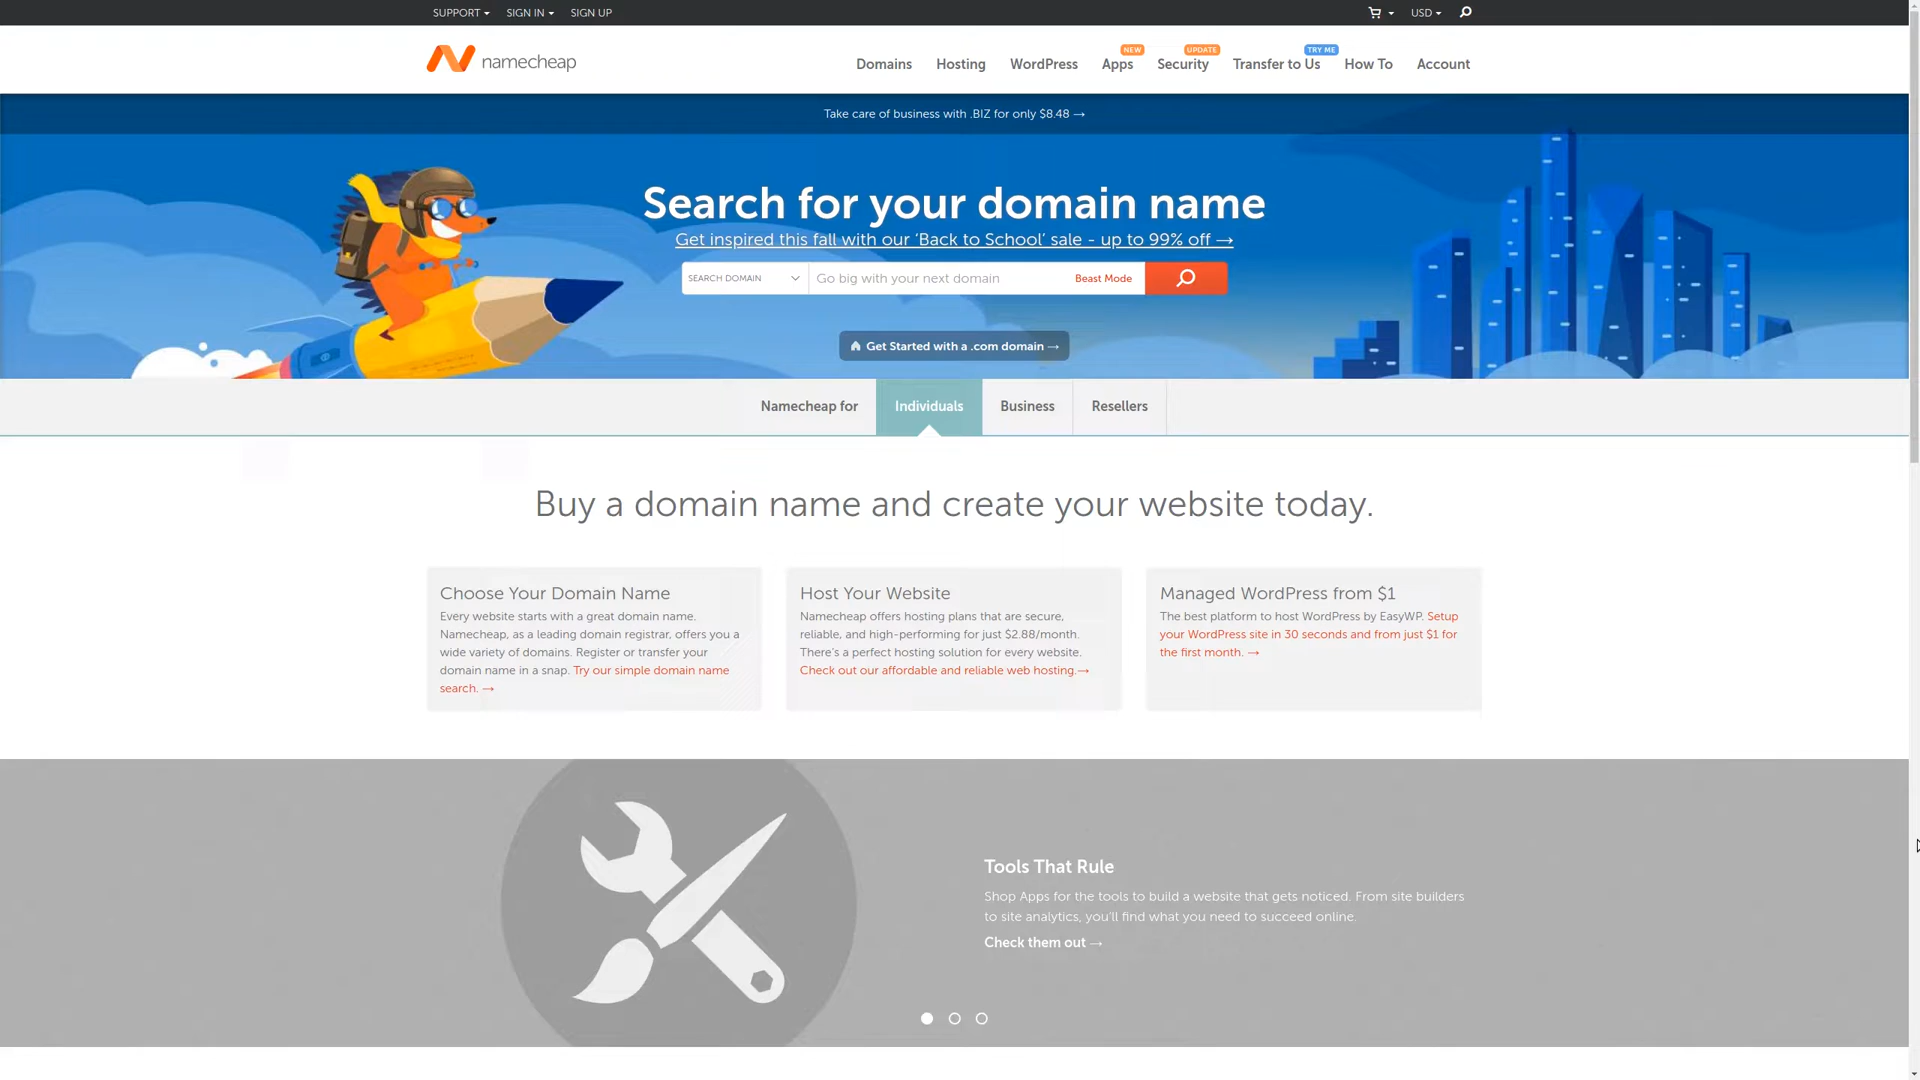 SUPPORT
SIGN IN
SIGN UP
USD
namecheap
NEW
UPDATE
TRY ME
Domains
Hosting
WordPress
Apps
Security
Transfer to Us
How To
Account
Take care of business with .BIZ for only $8.48 →
Search for your domain name
Get inspired this fall with our ‘Back to School’ sale - up to 99% off →
SEARCH DOMAIN
Go big with your next domain
Beast Mode
Get Started with a .com domain →
Namecheap for
Individuals
Business
Resellers
Buy a domain name and create your website today.
Choose Your Domain Name
Every website starts with a great domain name.
Namecheap, as a leading domain registrar, offers you a
wide variety of domains. Register or transfer your
domain name in a snap. Try our simple domain name
search. →
Host Your Website
Namecheap offers hosting plans that are secure,
reliable, and high-performing for just $2.88/month.
There’s a perfect hosting solution for every website.
Check out our affordable and reliable web hosting.→
Managed WordPress from $1
The best platform to host WordPress by EasyWP. Setup
your WordPress site in 30 seconds and from just $1 for
the first month. →
Tools That Rule
Shop Apps for the tools to build a website that gets noticed. From site builders
to site analytics, you’ll find what you need to succeed online.
Check them out →